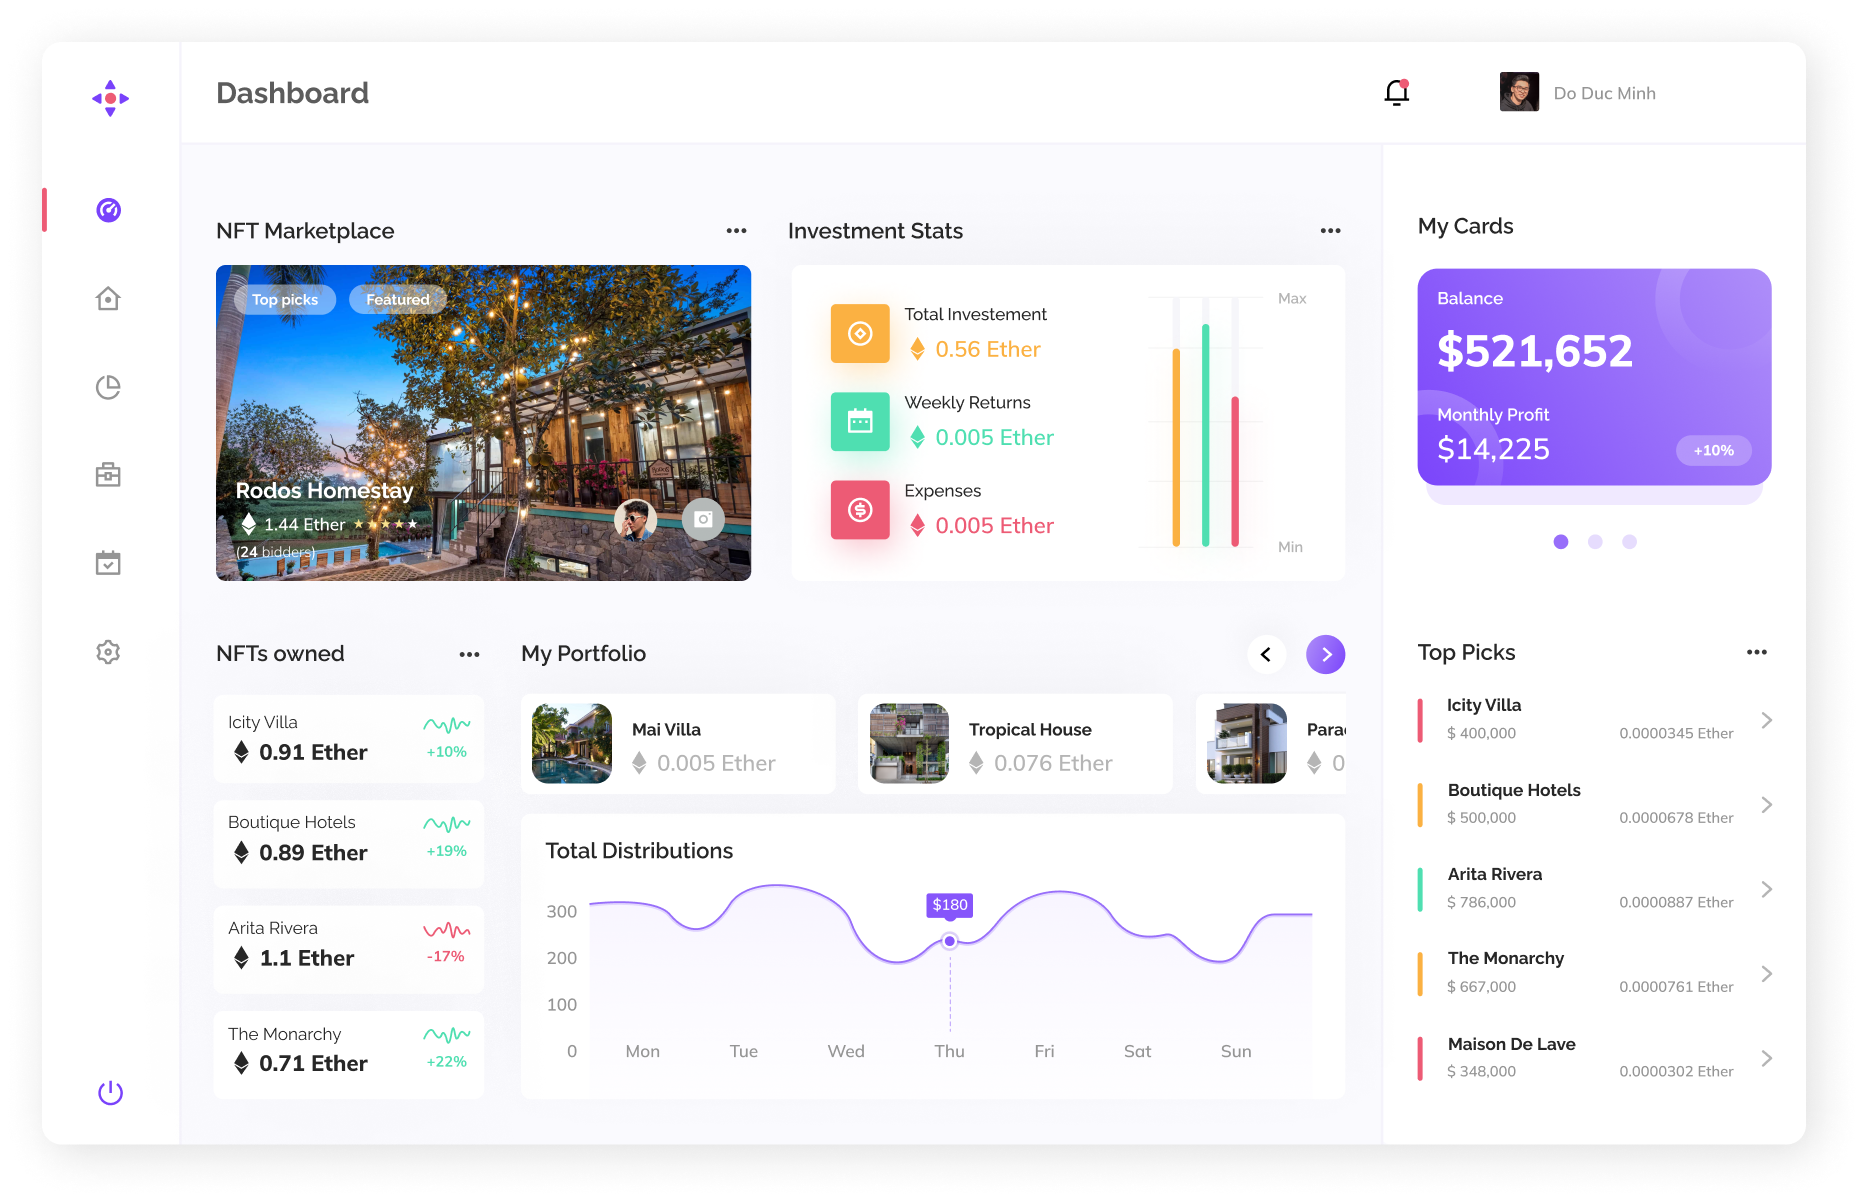 Dashboard
Do Duc Minh
NFT Marketplace
Top picks
Featured
Rodos Homestay
1.44 Ether
(24 bidders)
Investment Stats
Total Investement
0.56 Ether
Weekly Returns
0.005 Ether
Expenses
0.005 Ether
Max
Min
My Cards
Balance
$521,652
Monthly Profit
$14,225
+10%
NFTs owned
Icity Villa
0.91 Ether
+10%
Boutique Hotels
0.89 Ether
+19%
Arita Rivera
1.1 Ether
-17%
The Monarchy
0.71 Ether
+22%
My Portfolio
Mai Villa
0.005 Ether
Tropical House
0.076 Ether
Para
0
Total Distributions
300
200
100
0
$180
Mon
Tue
Wed
Thu
Fri
Sat
Sun
Top Picks
Icity Villa
$ 400,000
0.0000345 Ether
Boutique Hotels
$ 500,000
0.0000678 Ether
Arita Rivera
$ 786,000
0.0000887 Ether
The Monarchy
$ 667,000
0.0000761 Ether
Maison De Lave
$ 348,000
0.0000302 Ether